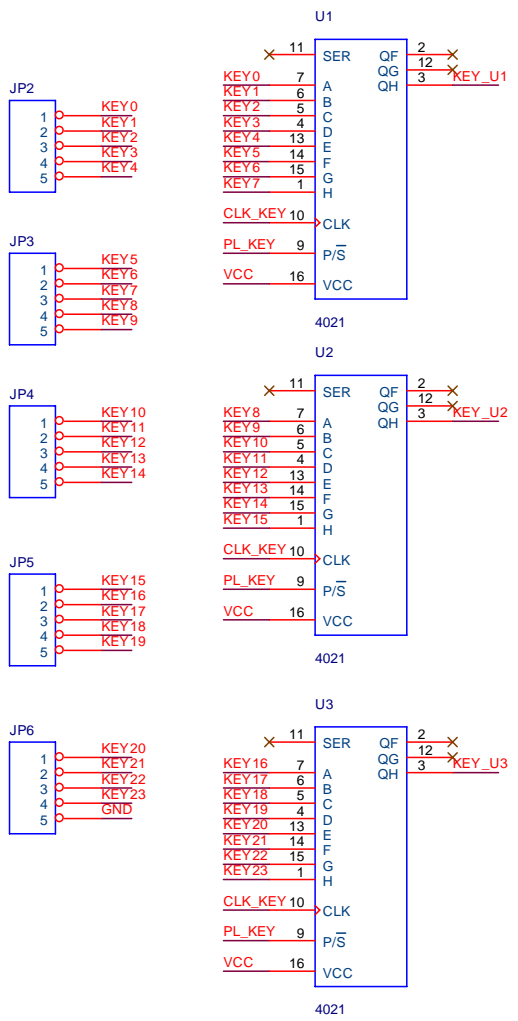 JP2
1 KEY0
2 KEY1
3 KEY2
4 KEY3
5 KEY4
JP3
1 KEY5
2 KEY6
3 KEY7
4 KEY8
5 KEY9
JP4
1 KEY10
2 KEY11
3 KEY12
4 KEY13
5 KEY14
JP5
1 KEY15
2 KEY16
3 KEY17
4 KEY18
5 KEY19
JP6
1 KEY20
2 KEY21
3 KEY22
4 KEY23
5 GND
U1
11 SER QF 2
QG 12
KEY0 7 A QH 3 KEY_U1
KEY1 6 B
KEY2 5 C
KEY3 4 D
KEY4 13 E
KEY5 14 F
KEY6 15 G
KEY7 1 H
CLK_KEY 10 CLK
PL_KEY 9 P/S̅
VCC 16 VCC
4021
U2
11 SER QF 2
QG 12
KEY8 7 A QH 3 KEY_U2
KEY9 6 B
KEY10 5 C
KEY11 4 D
KEY12 13 E
KEY13 14 F
KEY14 15 G
KEY15 1 H
CLK_KEY 10 CLK
PL_KEY 9 P/S̅
VCC 16 VCC
4021
U3
11 SER QF 2
QG 12
KEY16 7 A QH 3 KEY_U3
KEY17 6 B
KEY18 5 C
KEY19 4 D
KEY20 13 E
KEY21 14 F
KEY22 15 G
KEY23 1 H
CLK_KEY 10 CLK
PL_KEY 9 P/S̅
VCC 16 VCC
4021